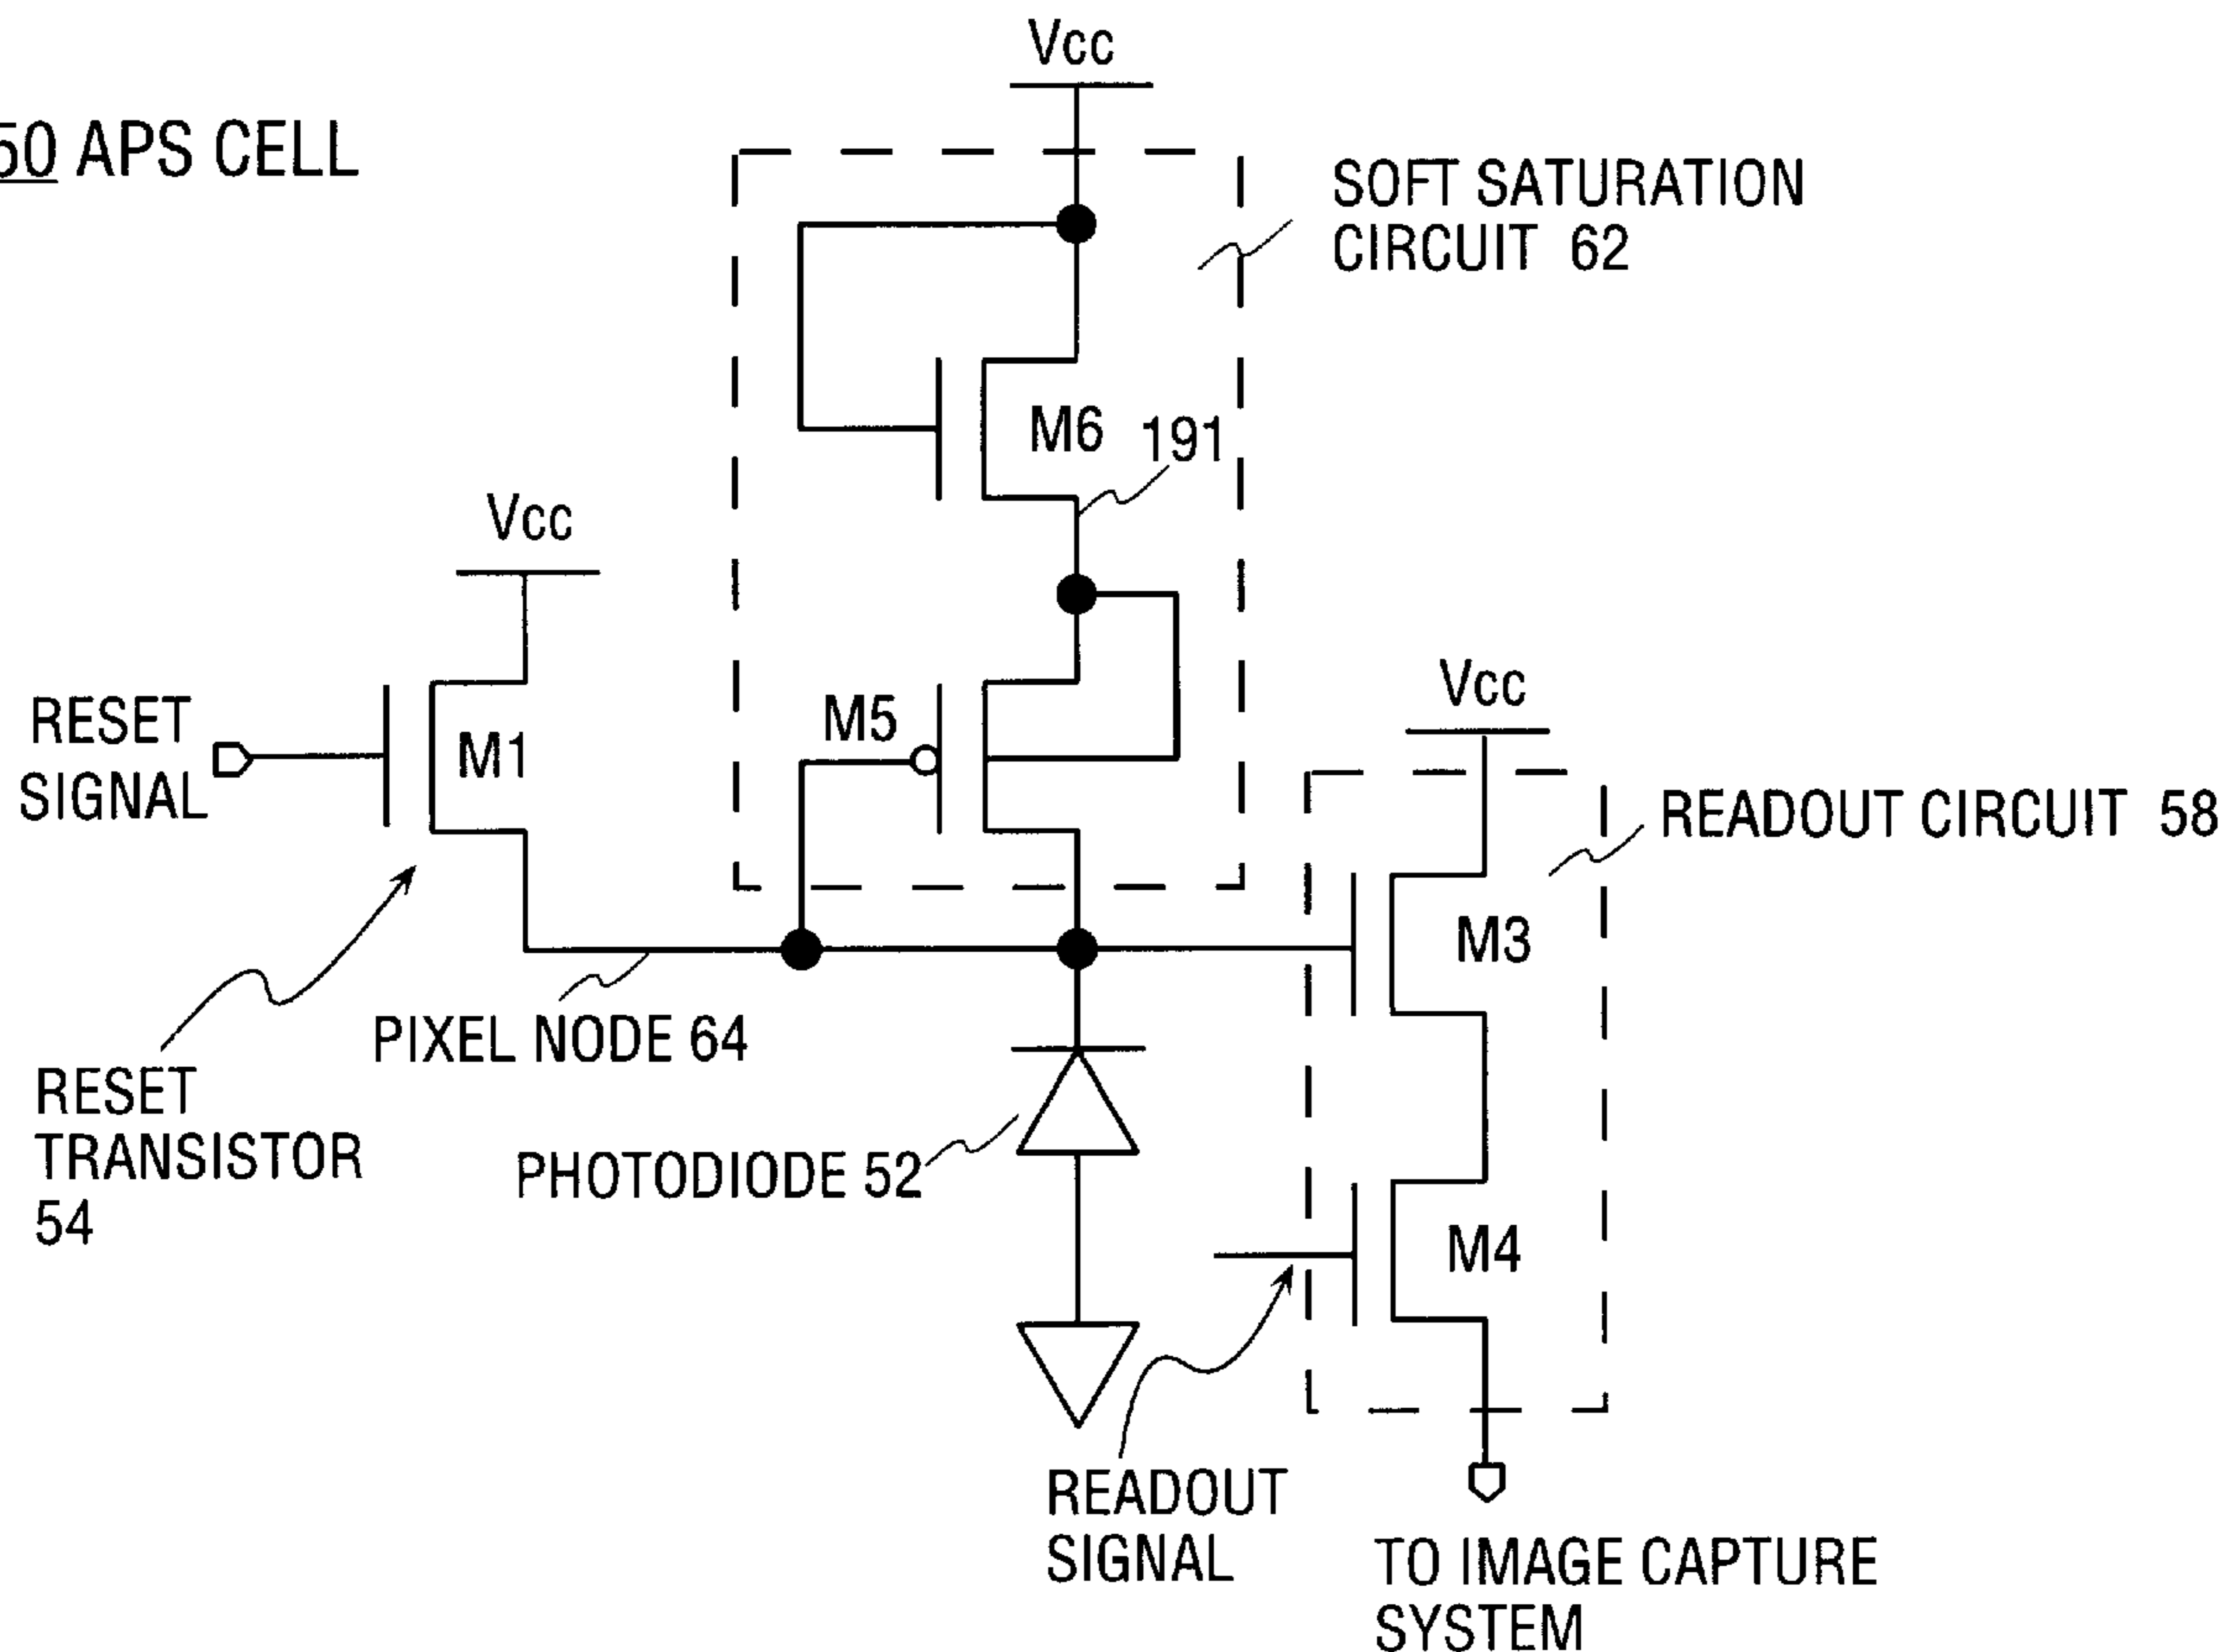 50 APS CELL
Vcc
SOFT SATURATION
CIRCUIT 62
M6
191
Vcc
RESET
SIGNAL
M1
M5
Vcc
READOUT CIRCUIT 58
M3
PIXEL NODE 64
RESET
TRANSISTOR
54
PHOTODIODE 52
M4
READOUT
SIGNAL
TO IMAGE CAPTURE
SYSTEM